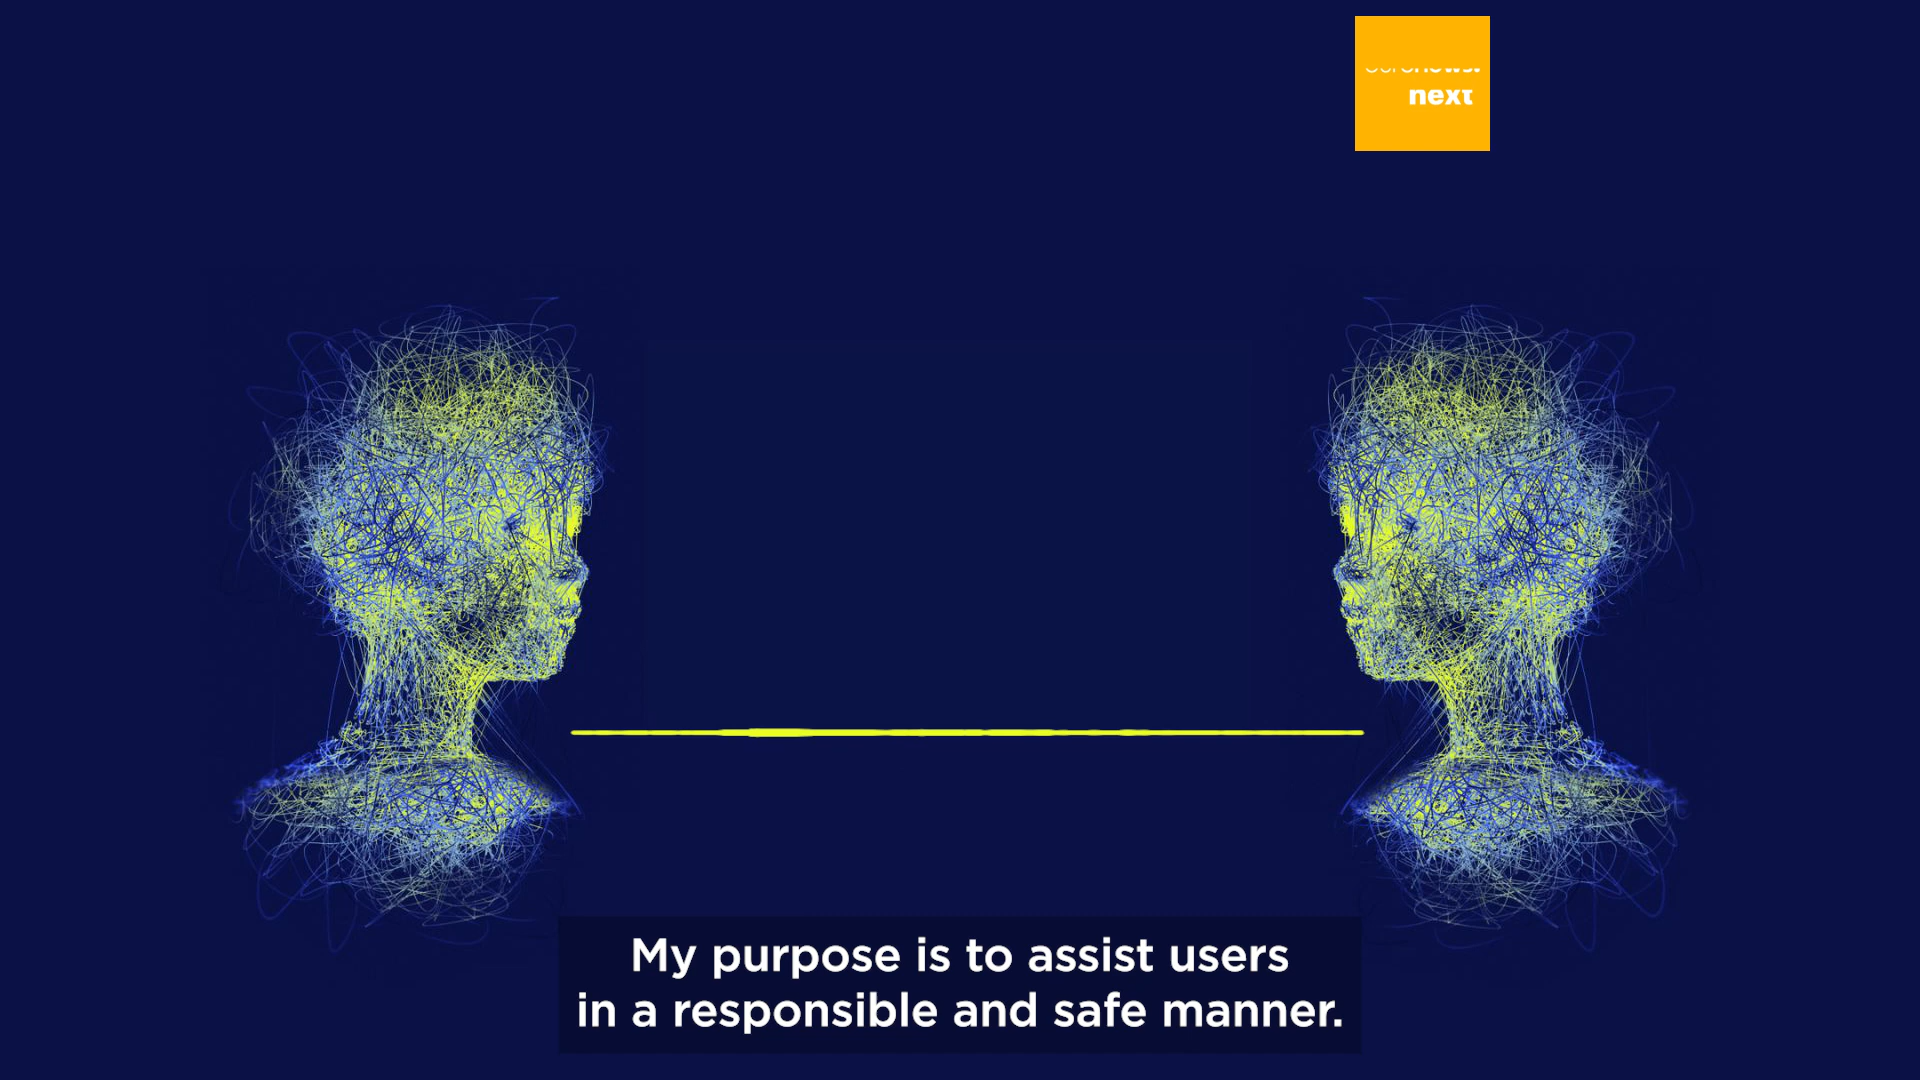 next
My purpose is to assist users
in a responsible and safe manner.